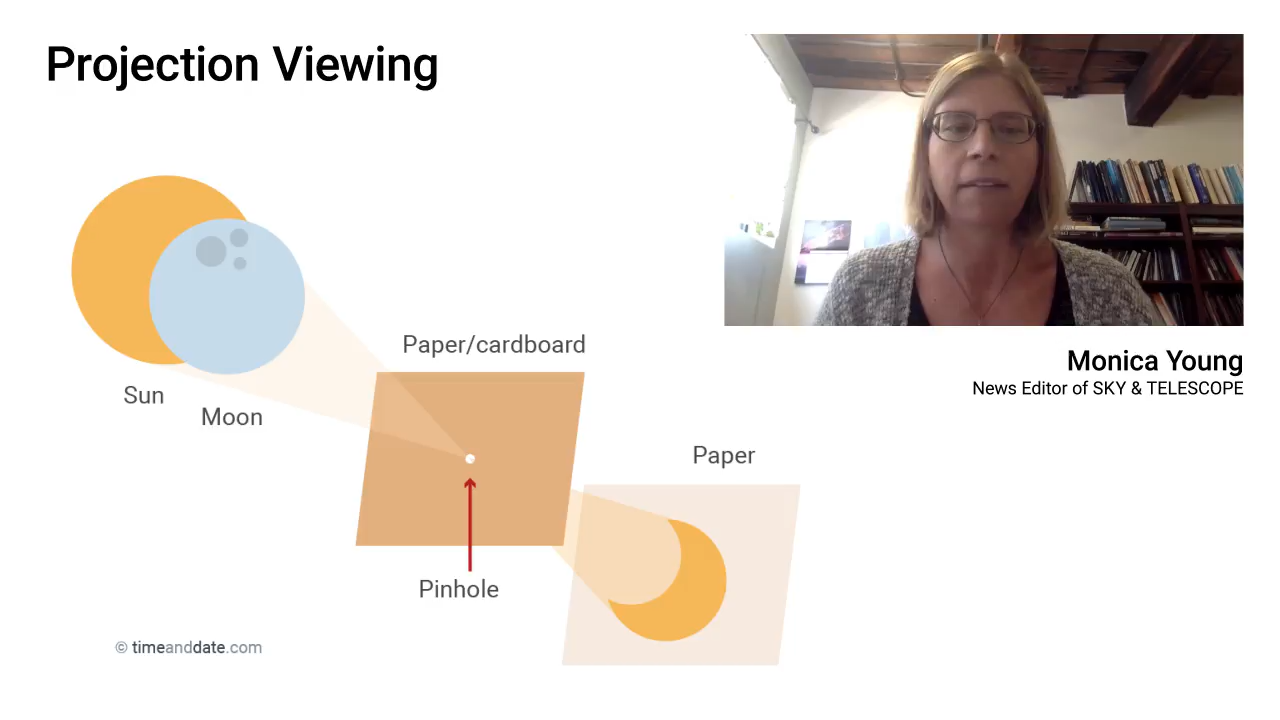 Projection Viewing
Monica Young
News Editor of SKY & TELESCOPE
Sun
Moon
Paper/cardboard
Pinhole
Paper
© timeanddate.com